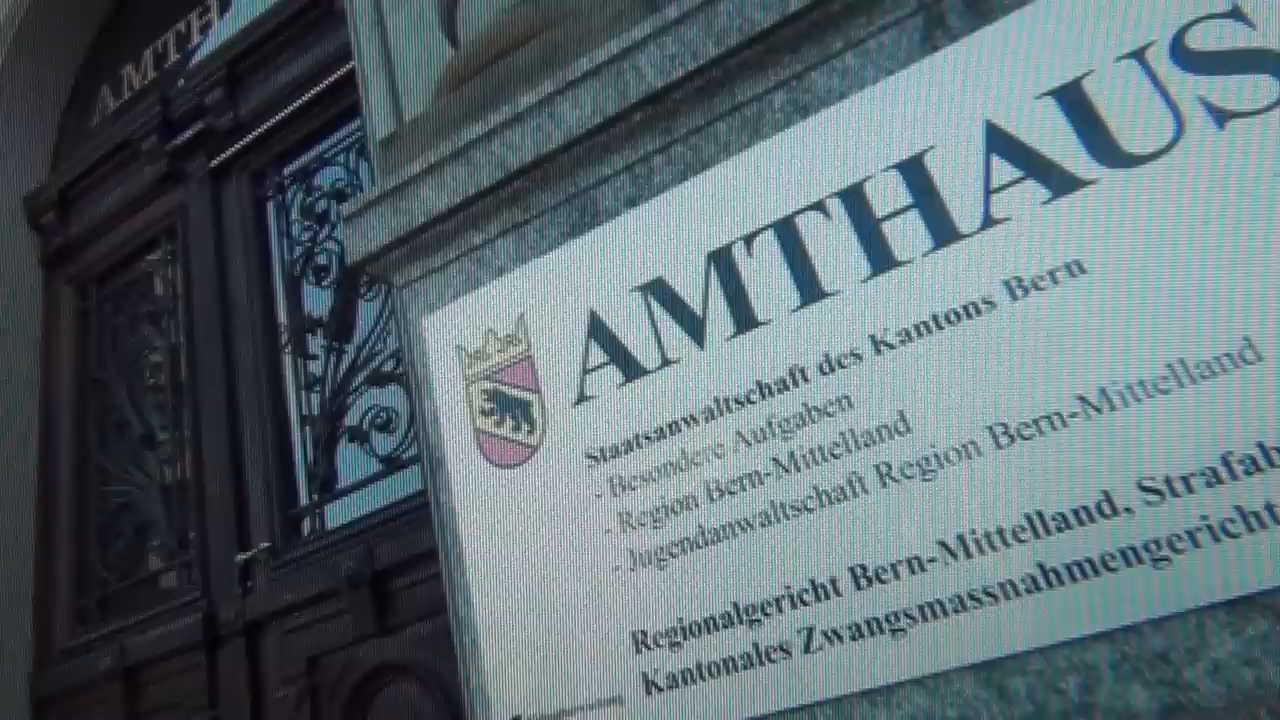 AMTH
AMTHAUS
Staatsanwaltschaft des Kantons Bern
- Besondere Aufgaben
- Region Bern-Mittelland
- Jugendanwaltschaft Region Bern-Mittelland
Regionalgericht Bern-Mittelland, Strafab
Kantonales Zwangsmassnahmengericht